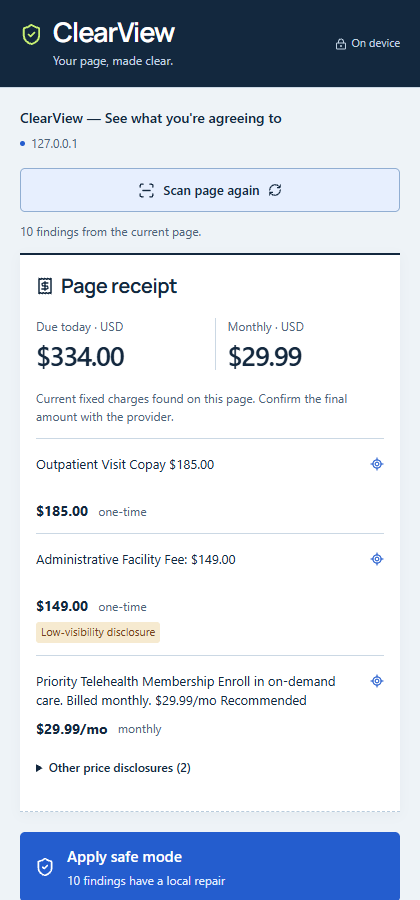 ClearView
Your page, made clear.
On device
ClearView — See what you're agreeing to
127.0.0.1
Scan page again
10 findings from the current page.
Page receipt
Due today · USD
$334.00
Monthly · USD
$29.99
Current fixed charges found on this page. Confirm the final
amount with the provider.
Outpatient Visit Copay $185.00
$185.00 one-time
Administrative Facility Fee: $149.00
$149.00 one-time
Low-visibility disclosure
Priority Telehealth Membership Enroll in on-demand
care. Billed monthly. $29.99/mo Recommended
$29.99/mo monthly
Other price disclosures (2)
Apply safe mode
10 findings have a local repair